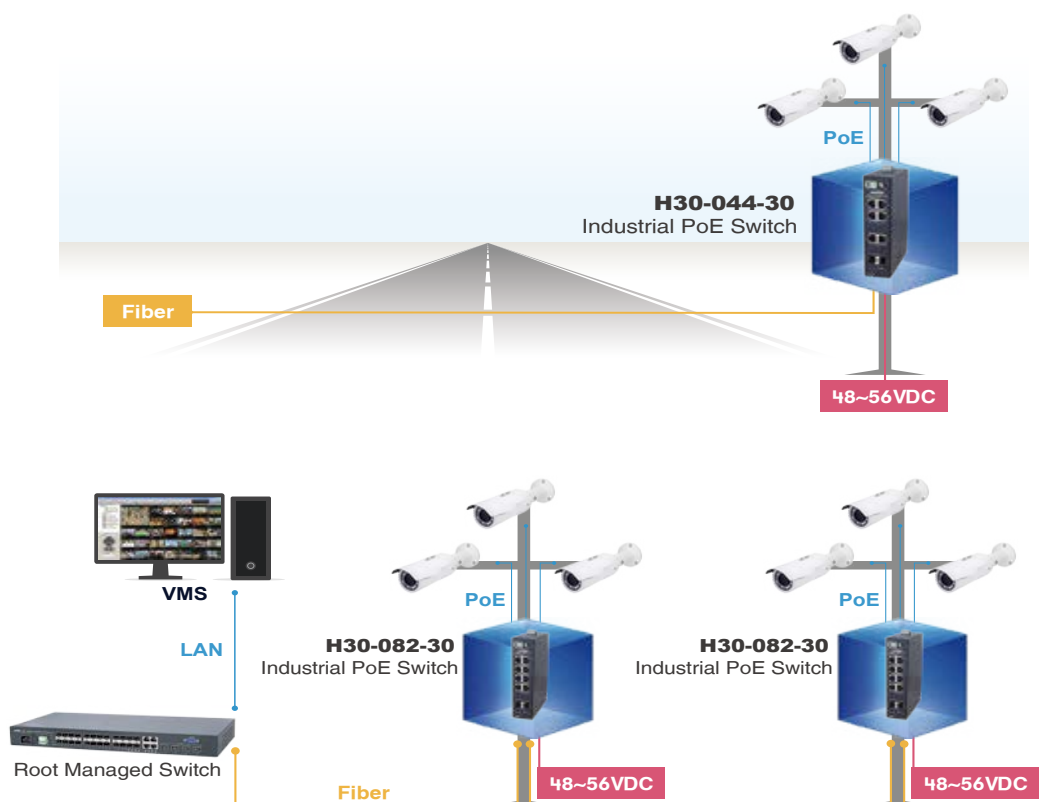 PoE
H30-044-30
Industrial PoE Switch
Fiber
48~56VDC
VMS
LAN
Root Managed Switch
PoE
H30-082-30
Industrial PoE Switch
48~56VDC
PoE
H30-082-30
Industrial PoE Switch
48~56VDC
Fiber